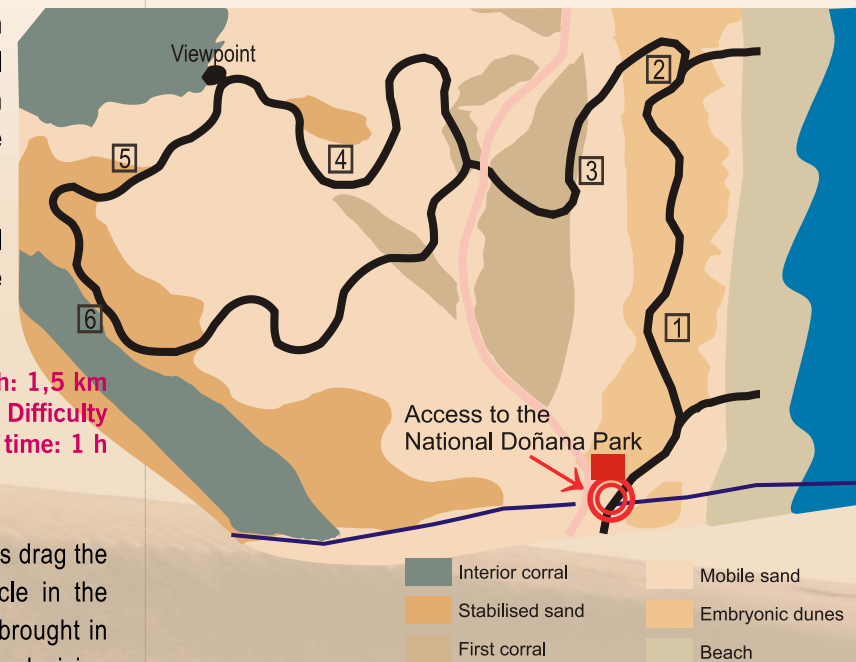 h: 1,5 km
Difficulty
time: 1 h
s drag the
cle in the
brought in
Viewpoint
5
4
3
2
6
1
Access to the
National Doñana Park
Interior corral
Stabilised sand
First corral
Mobile sand
Embryonic dunes
Beach